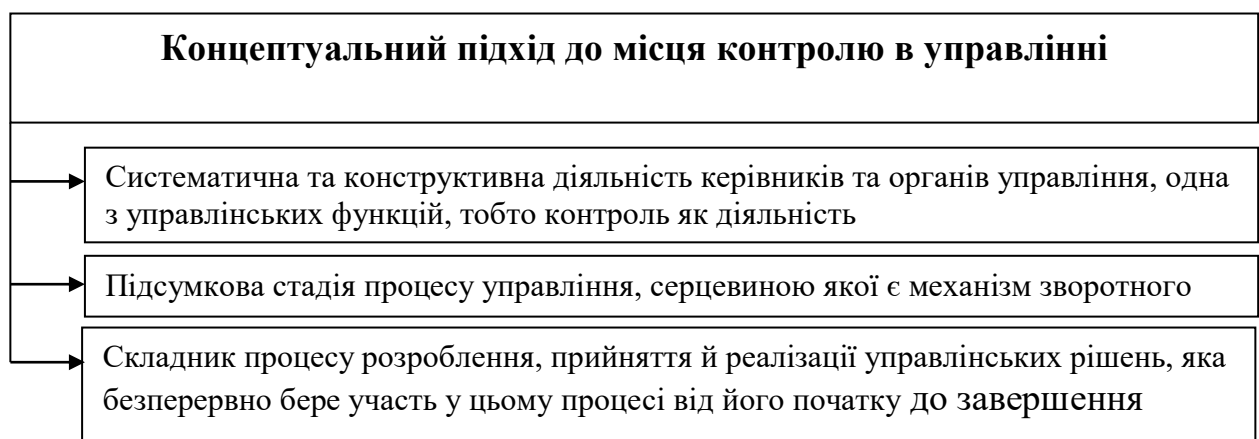 Концептуальний підхід до місця контролю в управлінні
Систематична та конструктивна діяльність керівників та органів управління, одна
з управлінських функцій, тобто контроль як діяльність
Підсумкова стадія процесу управління, серцевиною якої є механізм зворотного
Складник процесу розроблення, прийняття й реалізації управлінських рішень, яка
безперервно бере участь у цьому процесі від його початку до завершення